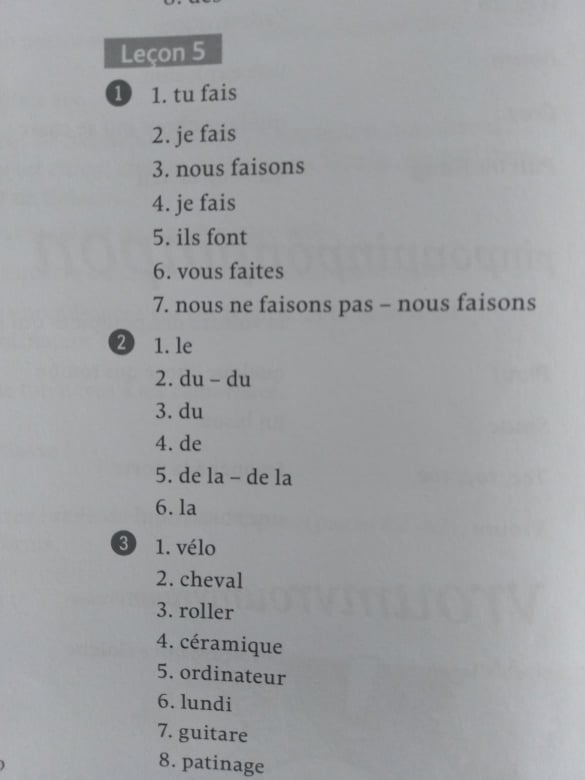 8. des
Leçon 5
1 1. tu fais
2. je fais
3. nous faisons
4. je fais
5. ils font
6. vous faites
7. nous ne faisons pas – nous faisons
2 1. le
2. du – du
3. du
4. de
5. de la – de la
6. la
3 1. vélo
2. cheval
3. roller
4. céramique
5. ordinateur
6. lundi
7. guitare
8. patinage